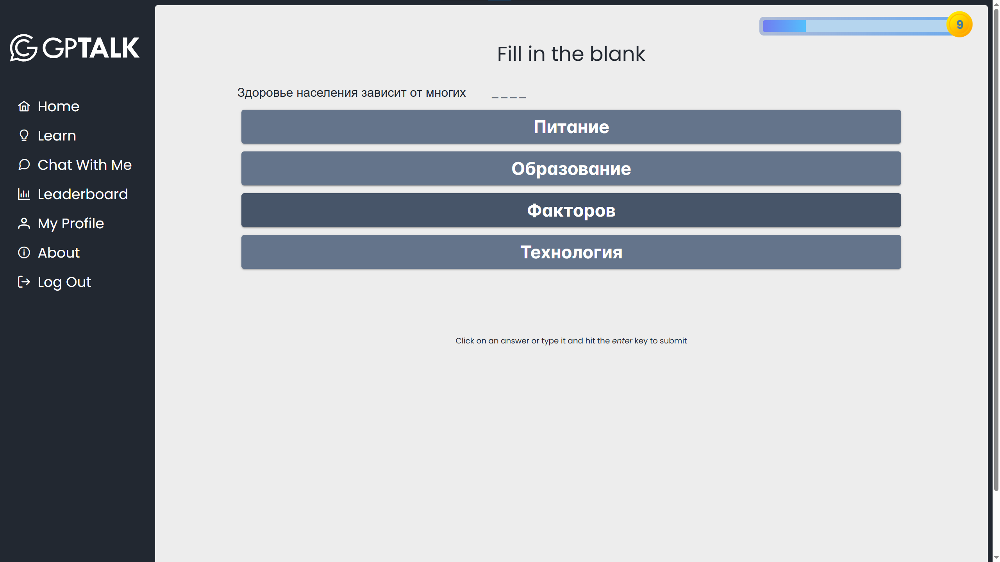 GPTALK
Home
Learn
Chat With Me
Leaderboard
My Profile
About
Log Out
9
Fill in the blank
Здоровье населения зависит от многих ____
Питание
Образование
Факторов
Технология
Click on an answer or type it and hit the enter key to submit